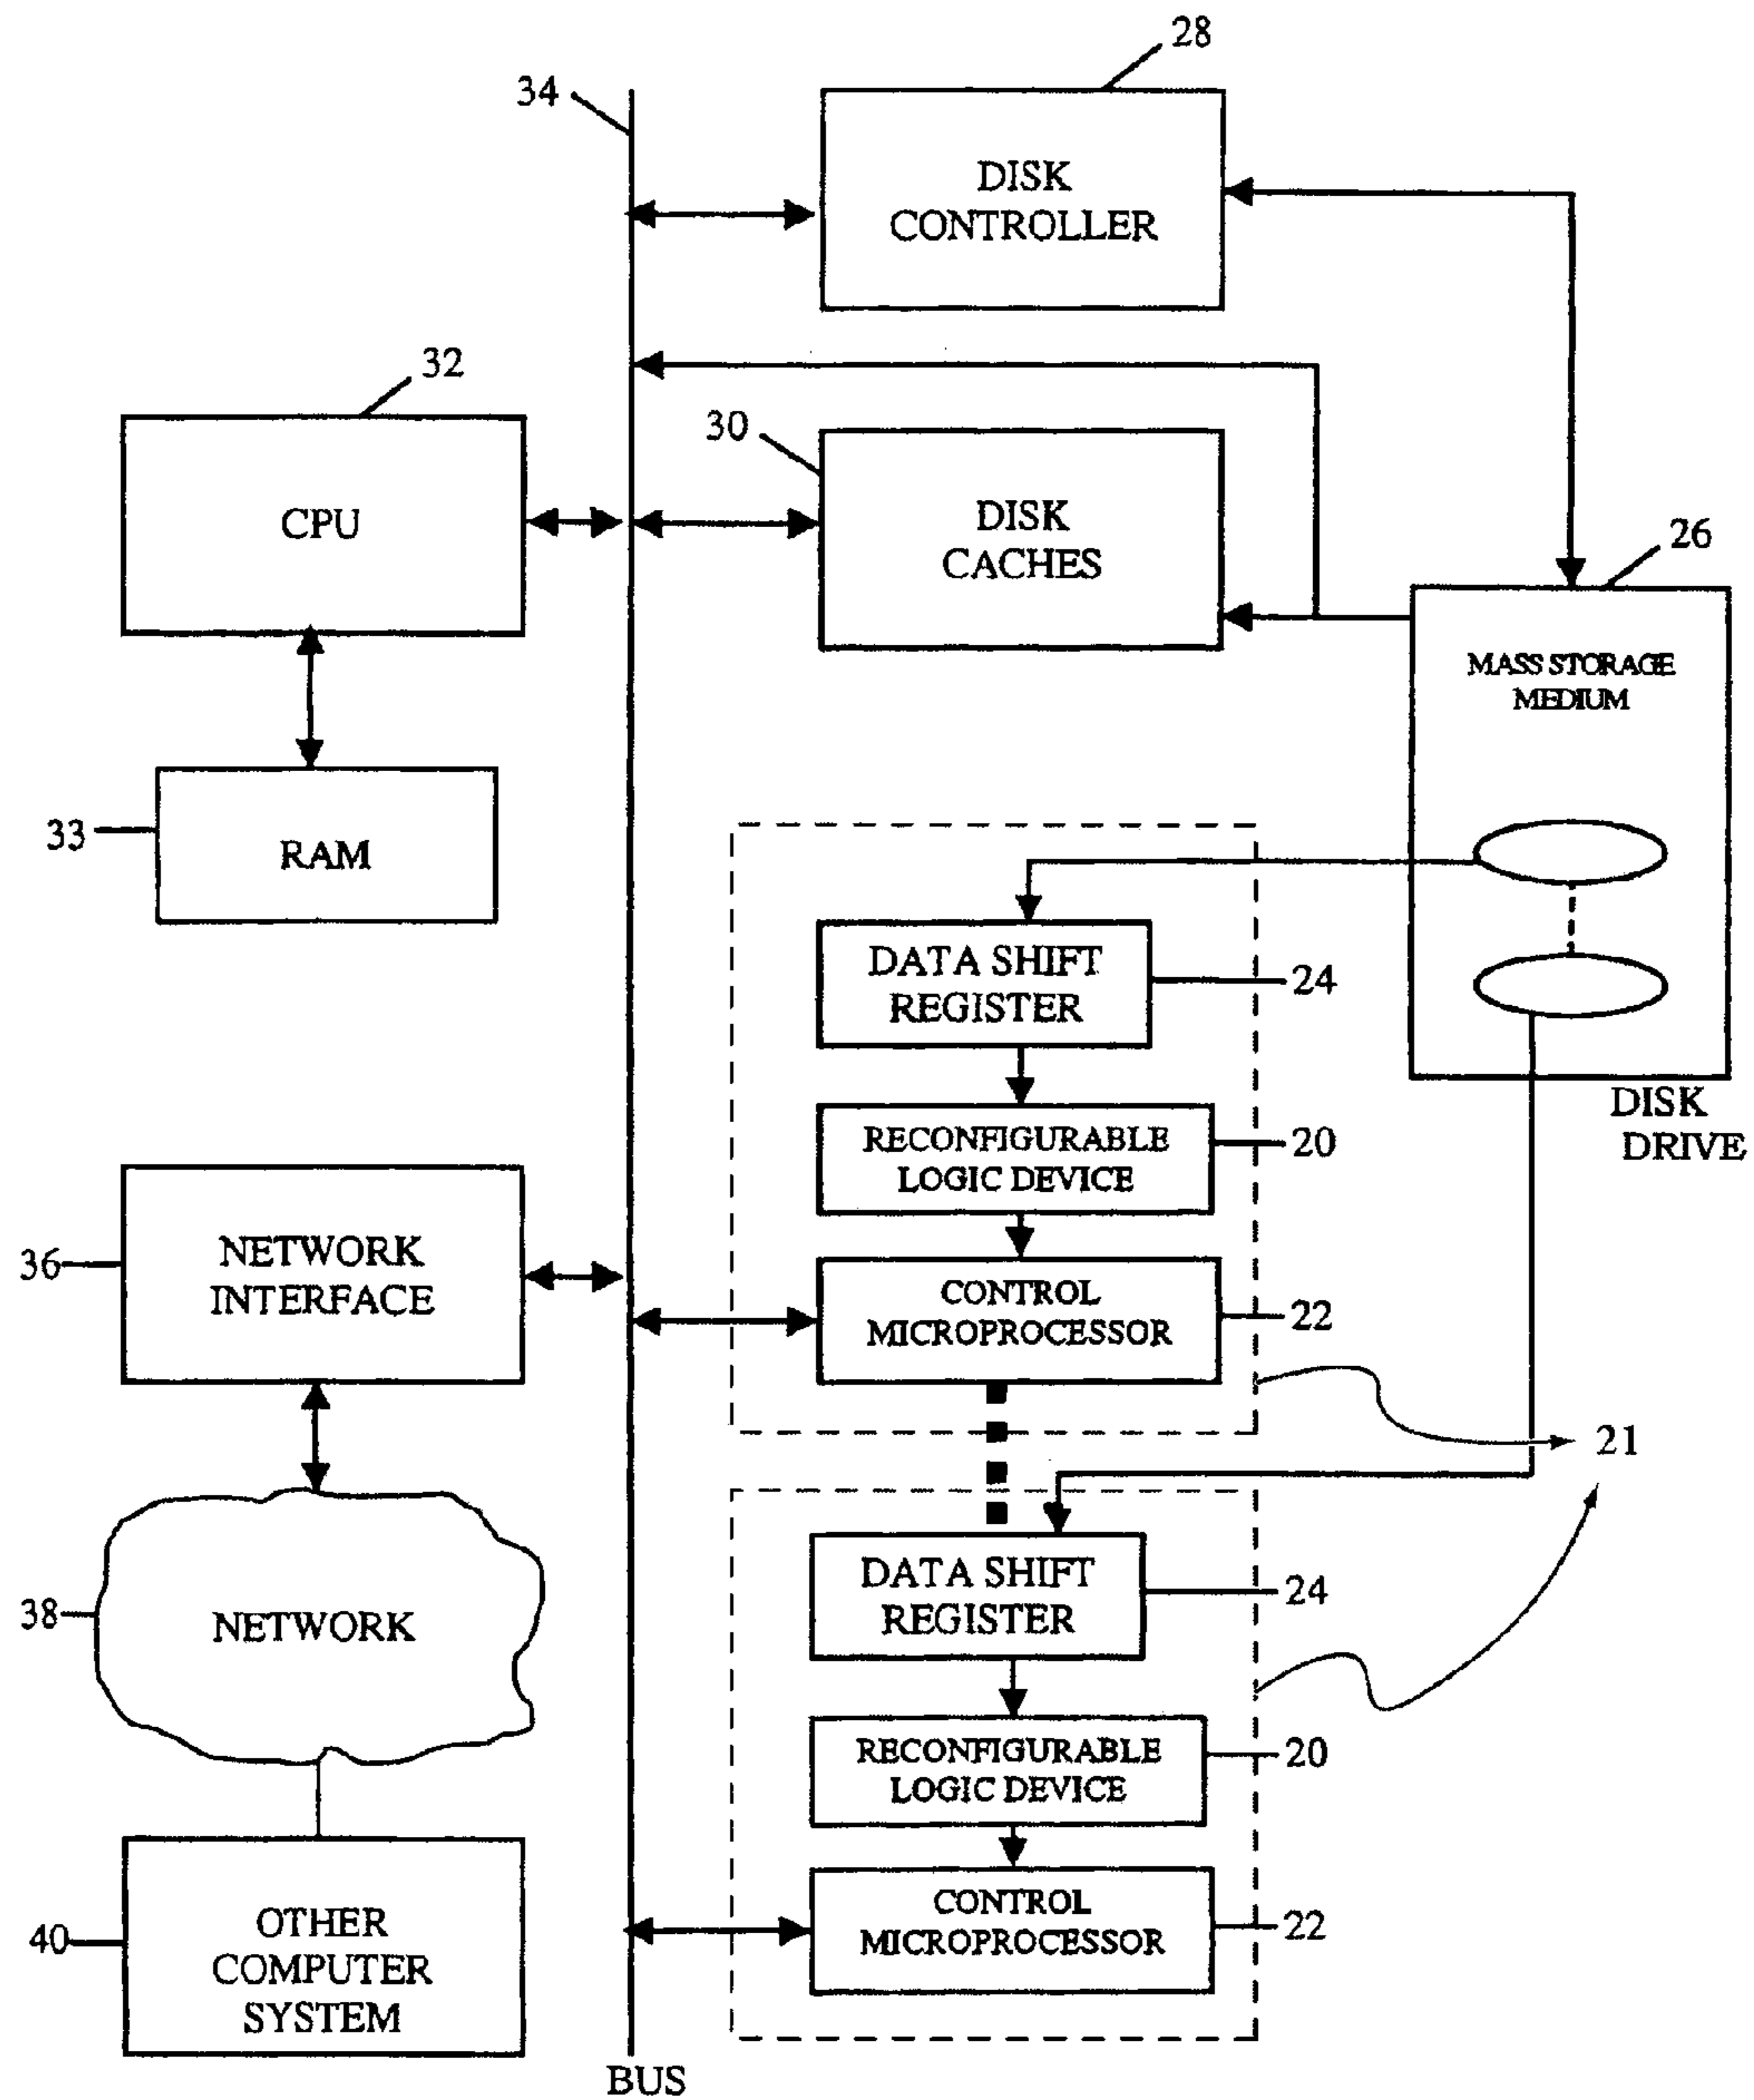 28
34
DISK
CONTROLLER
32
30
CPU
DISK
CACHES
26
MASS STORAGE
MEDIUM
33
RAM
DATA SHIFT
REGISTER
24
DISK
DRIVE
RECONFIGURABLE
LOGIC DEVICE
20
36
NETWORK
INTERFACE
CONTROL
MICROPROCESSOR
22
21
DATA SHIFT
REGISTER
24
38
NETWORK
RECONFIGURABLE
LOGIC DEVICE
20
CONTROL
MICROPROCESSOR
22
40
OTHER
COMPUTER
SYSTEM
BUS